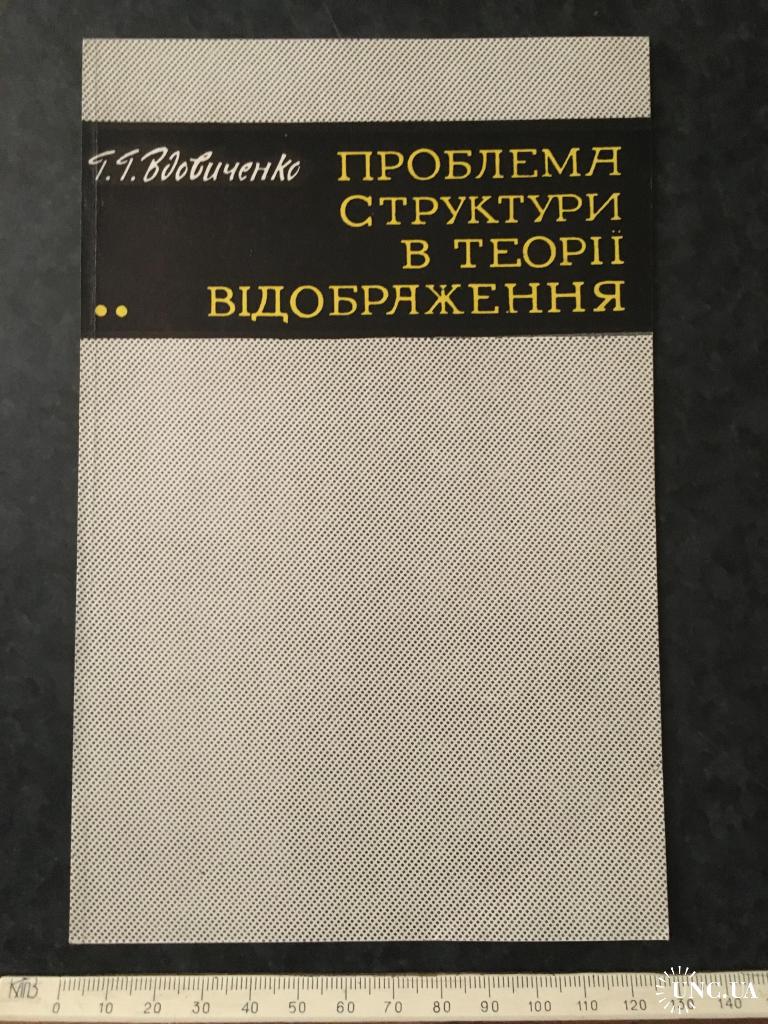 Г.Г. Вдовиченко
ПРОБЛЕМА
СТРУКТУРИ
В ТЕОРІЇ
ВІДОБРАЖЕННЯ
0 10 20 30 40 50 60 70 80 90 100 110 120 130 140
UNC.UA